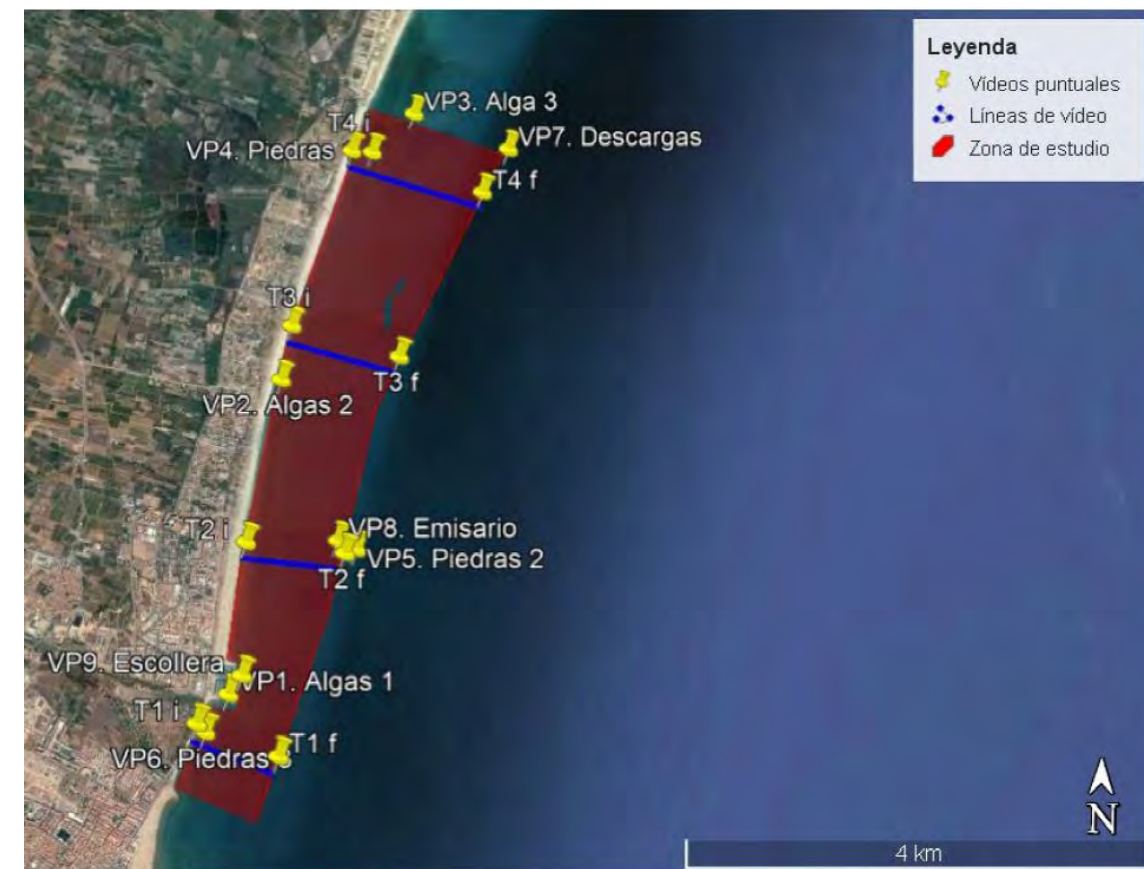 Leyenda
Vídeos puntuales
Líneas de vídeo
Zona de estudio
VP3. Alga 3
T4 i
VP4. Piedras
VP7. Descargas
T4 f
T3 i
T3 f
VP2. Algas 2
T2 i
VP8. Emisario
VP5. Piedras 2
T2 f
VP9. Escollera
VP1. Algas 1
T1 i
T1 f
VP6. Piedras 3
N
4 km